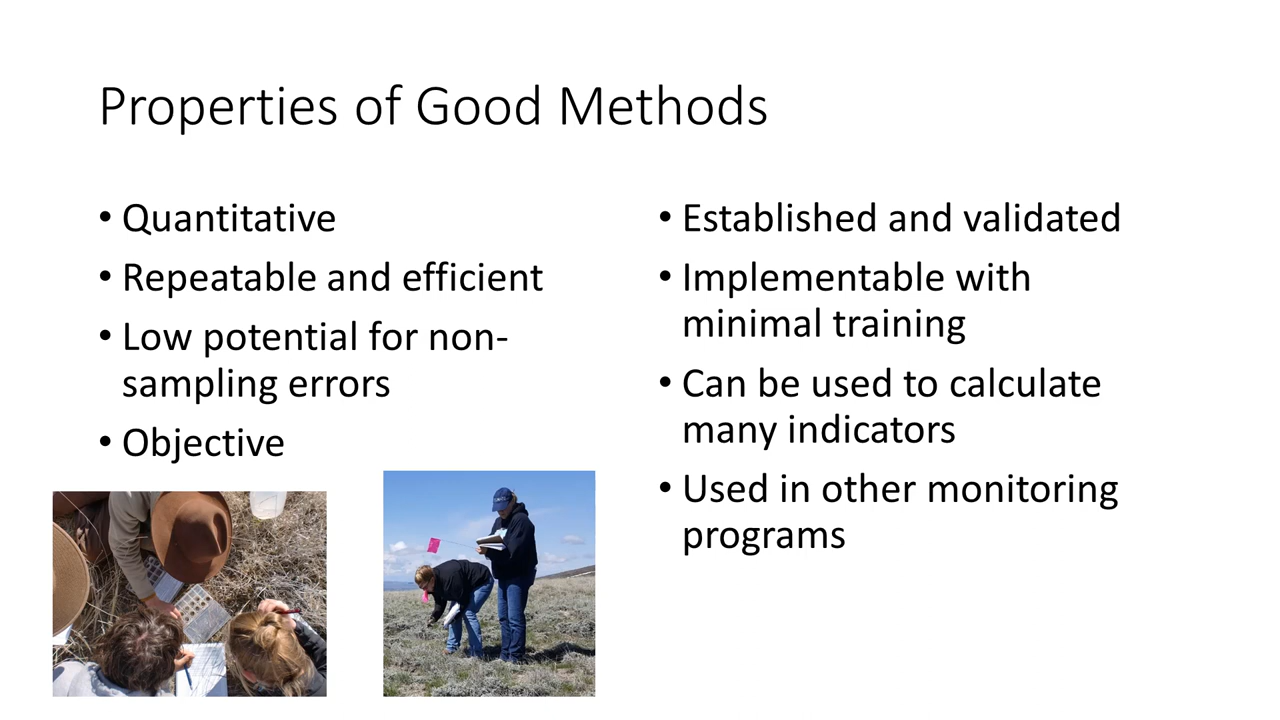 Properties of Good Methods
• Quantitative
• Repeatable and efficient
• Low potential for non-
sampling errors
• Objective
• Established and validated
• Implementable with
minimal training
• Can be used to calculate
many indicators
• Used in other monitoring
programs